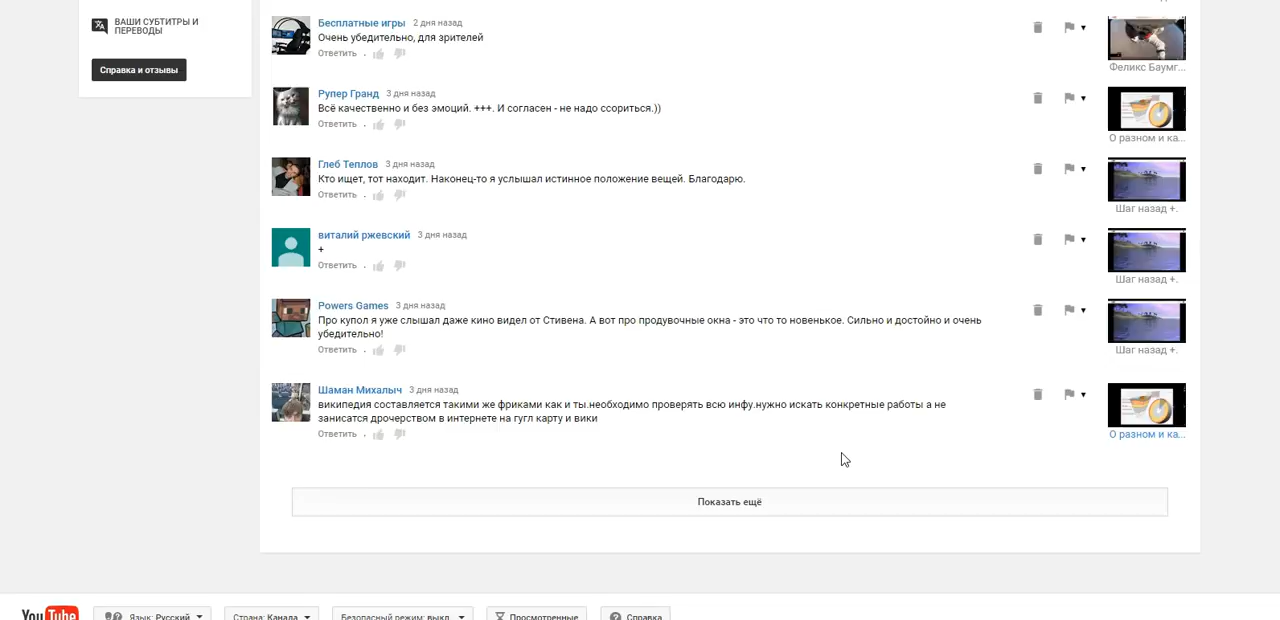 ВАШИ СУБТИТРЫ И
ПЕРЕВОДЫ
Справка и отзывы
Бесплатные игры 2 дня назад
Очень убедительно, для зрителей
Ответить .
Феликс Баумг...
Рупер Гранд 3 дня назад
Всё качественно и без эмоций. +++. И согласен - не надо ссориться.))
Ответить .
О разном и ка...
Глеб Теплов 3 дня назад
Кто ищет, тот находит. Наконец-то я услышал истинное положение вещей. Благодарю.
Ответить .
Шаг назад +.
виталий ржевский 3 дня назад
+
Ответить .
Шаг назад +.
Powers Games 3 дня назад
Про купол я уже слышал даже кино видел от Стивена. А вот про продувочные окна - это что то новенькое. Сильно и достойно и очень
убедительно!
Ответить .
Шаг назад +.
Шаман Михалыч 3 дня назад
википедия составляется такими же фриками как и ты.необходимо проверять всю инфу.нужно искать конкретные работы а не
занисатся дрочерством в интернете на гугл карту и вики
Ответить .
О разном и ка...
Показать ещё
YouTube Язык: Русский Страна: Канада Безопасный режим: выкл. Просмотренные Справка